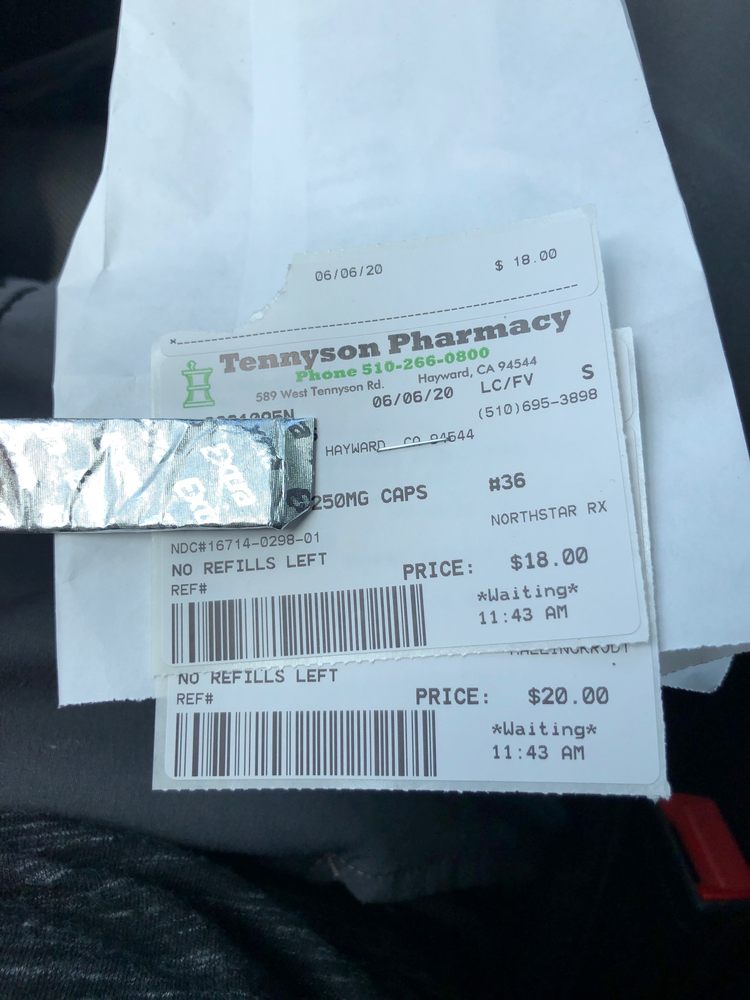 06/06/20 $ 18.00
x
Tennyson Pharmacy
Phone 510-266-0800
589 West Tennyson Rd. Hayward, CA 94544
06/06/20 LC/FV S
(510)695-3898
HAYWARD CA 94544
250MG CAPS #36
NORTHSTAR RX
NDC#16714-0298-01
NO REFILLS LEFT
PRICE: $18.00
REF#
*Waiting*
11:43 AM
NO REFILLS LEFT
REF#
PRICE: $20.00
*Waiting*
11:43 AM